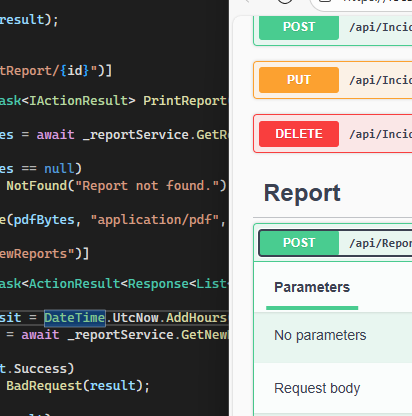 result);
tReport/{id}")]
ask<IActionResult> PrintReport
es = await _reportService.GetRe
es == null)
NotFound("Report not found.")
e(pdfBytes, "application/pdf",
ewReports")]
ask<ActionResult<Response<List<
sit = DateTime.UtcNow.AddHours
= await _reportService.GetNewR
t.Success)
BadRequest(result);
POST /api/Incid
PUT /api/Incid
DELETE /api/Incid
Report
POST /api/Repor
Parameters
No parameters
Request body